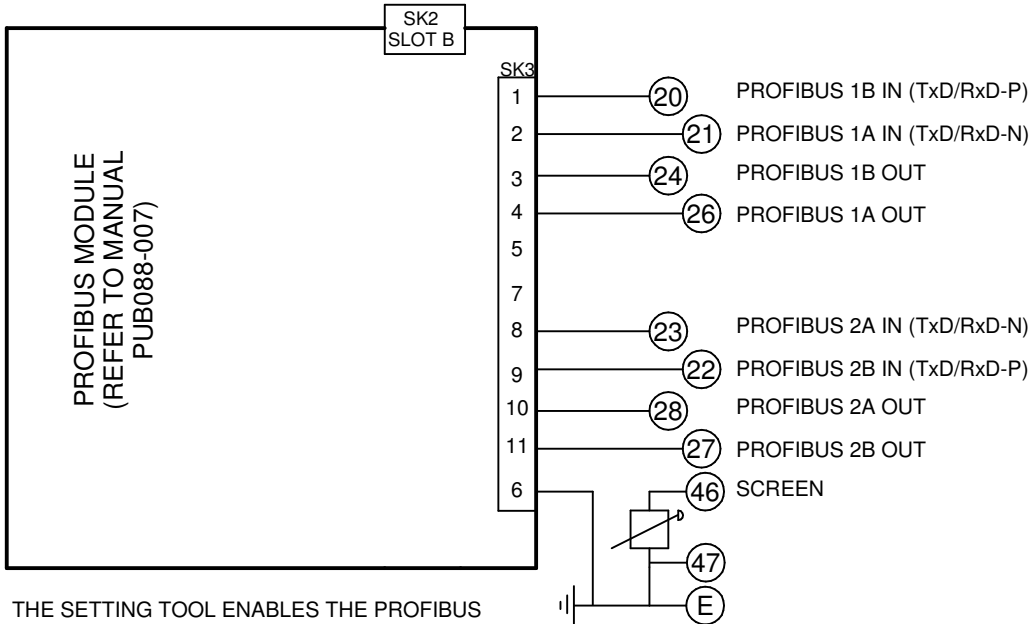 SK2
SLOT B
SK3
PROFIBUS MODULE
(REFER TO MANUAL
PUB088-007)
1 20 PROFIBUS 1B IN (TxD/RxD-P)
2 21 PROFIBUS 1A IN (TxD/RxD-N)
3 24 PROFIBUS 1B OUT
4 26 PROFIBUS 1A OUT
5
7
8 23 PROFIBUS 2A IN (TxD/RxD-N)
9 22 PROFIBUS 2B IN (TxD/RxD-P)
10 28 PROFIBUS 2A OUT
11 27 PROFIBUS 2B OUT
6 46 SCREEN
47
E
THE SETTING TOOL ENABLES THE PROFIBUS